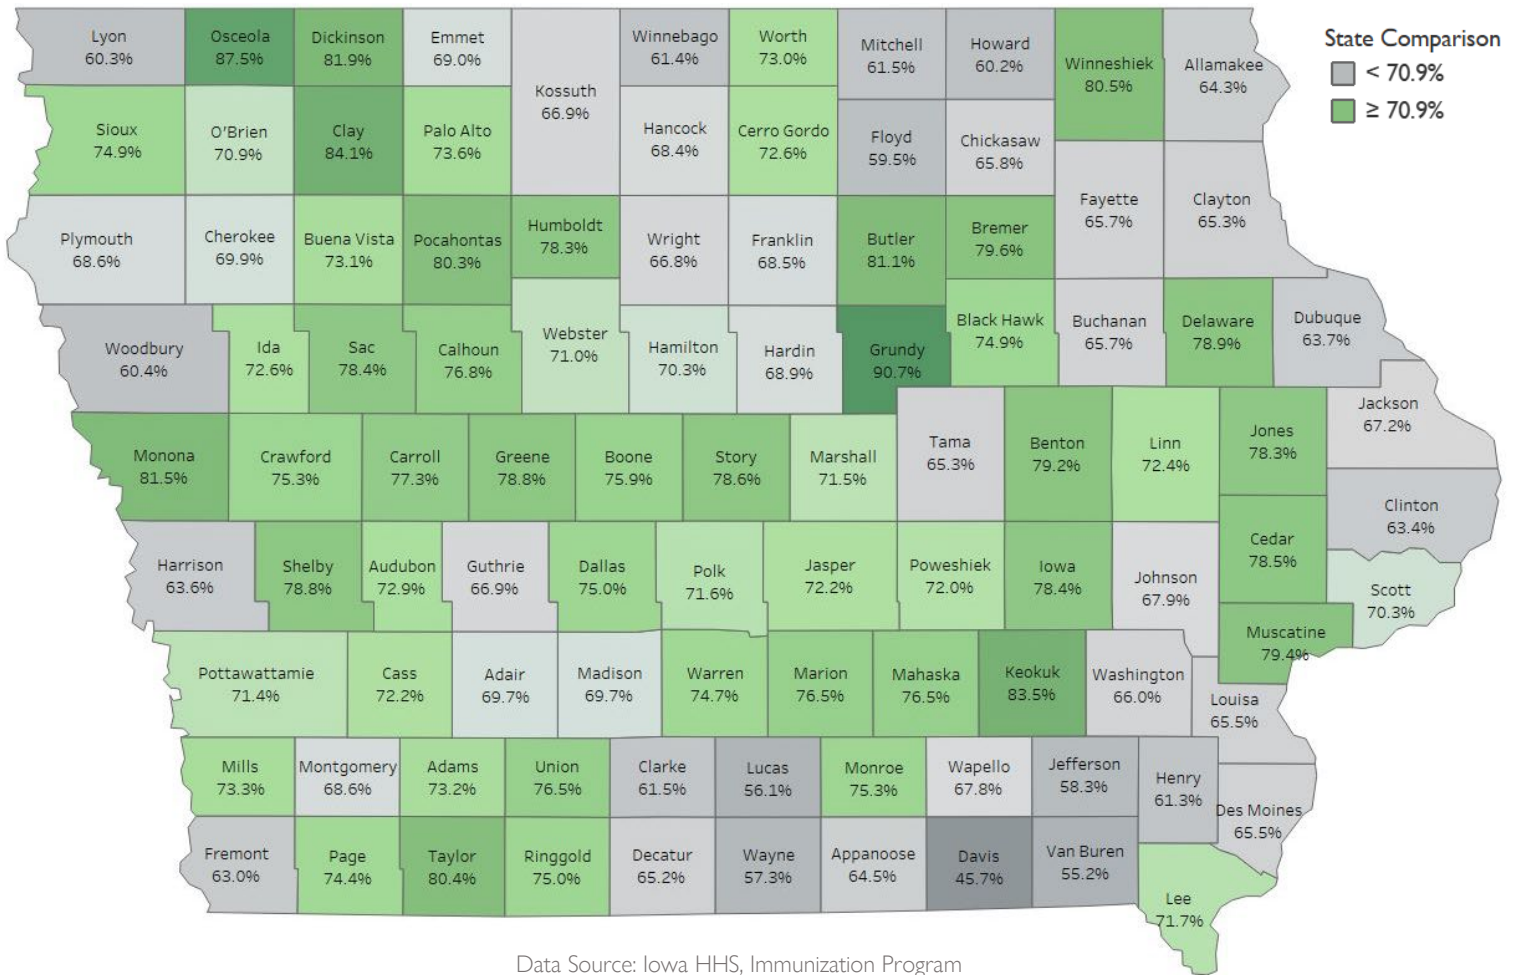 State Comparison
< 70.9%
≥ 70.9%
Lyon
60.3%
Osceola
87.5%
Dickinson
81.9%
Emmet
69.0%
Kossuth
66.9%
Winnebago
61.4%
Worth
73.0%
Mitchell
61.5%
Howard
60.2%
Winneshiek
80.5%
Allamakee
64.3%
Sioux
74.9%
O'Brien
70.9%
Clay
84.1%
Palo Alto
73.6%
Hancock
68.4%
Cerro Gordo
72.6%
Floyd
59.5%
Chickasaw
65.8%
Fayette
65.7%
Clayton
65.3%
Plymouth
68.6%
Cherokee
69.9%
Buena Vista
73.1%
Pocahontas
80.3%
Humboldt
78.3%
Wright
66.8%
Franklin
68.5%
Butler
81.1%
Bremer
79.6%
Woodbury
60.4%
Ida
72.6%
Sac
78.4%
Calhoun
76.8%
Webster
71.0%
Hamilton
70.3%
Hardin
68.9%
Grundy
90.7%
Black Hawk
74.9%
Buchanan
65.7%
Delaware
78.9%
Dubuque
63.7%
Jackson
67.2%
Monona
81.5%
Crawford
75.3%
Carroll
77.3%
Greene
78.8%
Boone
75.9%
Story
78.6%
Marshall
71.5%
Tama
65.3%
Benton
79.2%
Linn
72.4%
Jones
78.3%
Clinton
63.4%
Harrison
63.6%
Shelby
78.8%
Audubon
72.9%
Guthrie
66.9%
Dallas
75.0%
Polk
71.6%
Jasper
72.2%
Poweshiek
72.0%
Iowa
78.4%
Johnson
67.9%
Cedar
78.5%
Scott
70.3%
Muscatine
79.4%
Pottawattamie
71.4%
Cass
72.2%
Adair
69.7%
Madison
69.7%
Warren
74.7%
Marion
76.5%
Mahaska
76.5%
Keokuk
83.5%
Washington
66.0%
Louisa
65.5%
Mills
73.3%
Montgomery
68.6%
Adams
73.2%
Union
76.5%
Clarke
61.5%
Lucas
56.1%
Monroe
75.3%
Wapello
67.8%
Jefferson
58.3%
Henry
61.3%
Des Moines
65.5%
Fremont
63.0%
Page
74.4%
Taylor
80.4%
Ringgold
75.0%
Decatur
65.2%
Wayne
57.3%
Appanoose
64.5%
Davis
45.7%
Van Buren
55.2%
Lee
71.7%
Data Source: Iowa HHS, Immunization Program